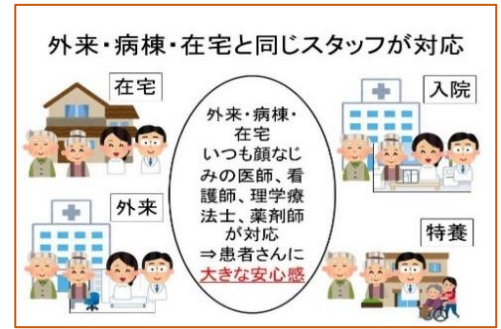 外来・病棟・在宅と同じスタッフが対応
在宅
入院
外来・病棟・
在宅
いつも顔なじ
みの医師、看
護師、理学療
法士、薬剤師
が対応
⇒患者さんに
大きな安心感
外来
特養